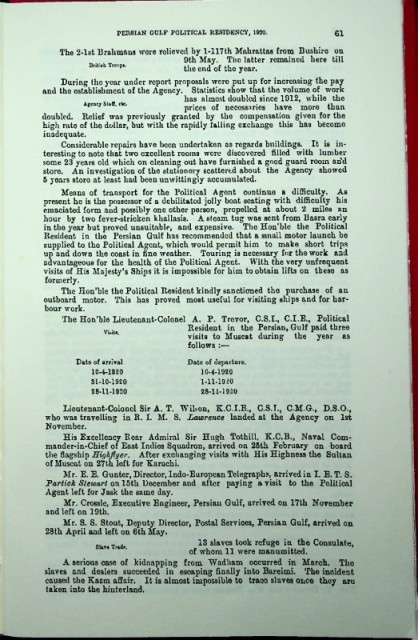 PERSIAN GULF POLITICAL RESIDENCY, 1920. 61
The 2-1st Brahmans were relieved by 1-117th Mahrattas from Bushire on
British Troops. 9th May. The latter remained here till
the end of the year.
During the year under report proposals were put up for increasing the pay
and the establishment of the Agency. Statistics show that the volume of work
Agency Staff, etc. has almost doubled since 1912, while the
prices of necessaries have more than
doubled. Relief was previously granted by the compensation given for the
high rate of the dollar, but with the rapidly falling exchange this has become
inadequate.
Considerable repairs have been undertaken as regards buildings. It is in-
teresting to note that two excellent rooms were discovered filled with lumber
some 23 years old which on cleaning out have furnished a good guard room and
store. An investigation of the stationery scattered about the Agency showed
5 years store at least had been unwittingly accumulated.
Means of transport for the Political Agent continue a difficulty. As
present he is the possessor of a debilitated jolly boat seating with difficulty his
emaciated form and possibly one other person, propelled at about 2 miles an
hour by two fever-stricken khallasis. A steam tug was sent from Basra early
in the year but proved unsuitable, and expensive. The Hon'ble the Political
Resident in the Persian Gulf has recommended that a small motor launch be
supplied to the Political Agent, which would permit him to make short trips
up and down the coast in fine weather. Touring is necessary for the work and
advantageous for the health of the Political Agent. With the very unfrequent
visits of His Majesty's Ships it is impossible for him to obtain lifts on these as
formerly.
The Hon'ble the Political Resident kindly sanctioned the purchase of an
outboard motor. This has proved most useful for visiting ships and for har-
bour work.
The Hon'ble Lieutenant-Colonel A. P. Trevor, C.S.I., C.I.E., Political
Visits. Resident in the Persian, Gulf paid three
visits to Muscat during the year as
follows :—
Date of arrival Date of departure.
10-4-1920 10-4-1920
31-10-1920 1-11-1920
28-11-1920 28-11-1920
Lieutenant-Colonel Sir A. T. Wilson, K.C.I.E., C.S.I., C.M.G., D.S.O.,
who was travelling in R. I. M. S. Lawrence landed at the Agency on 1st
November.
His Excellency Rear Admiral Sir Hugh Tothill, K.C.B., Naval Com-
mander-in-Chief of East Indies Squadron, arrived on 25th February on board
the flagship Highflyer. After exchanging visits with His Highness the Sultan
of Muscat on 27th left for Karachi.
Mr. E. E. Gunter, Director, Indo-European Telegraphs, arrived in I. E. T. S.
Partick Stewart on 15th December and after paying a visit to the Political
Agent left for Jask the same day.
Mr. Crossle, Executive Engineer, Persian Gulf, arrived on 17th November
and left on 19th.
Mr. S. S. Stout, Deputy Director, Postal Services, Persian Gulf, arrived on
28th April and left on 6th May.
Slave Trade. 13 slaves took refuge in the Consulate,
of whom 11 were manumitted.
A serious case of kidnapping from Wudham occurred in March. The
slaves and dealers succeeded in escaping finally into Bareimi. The incident
caused the Kazm affair. It is almost impossible to trace slaves once they are
taken into the hinterland.